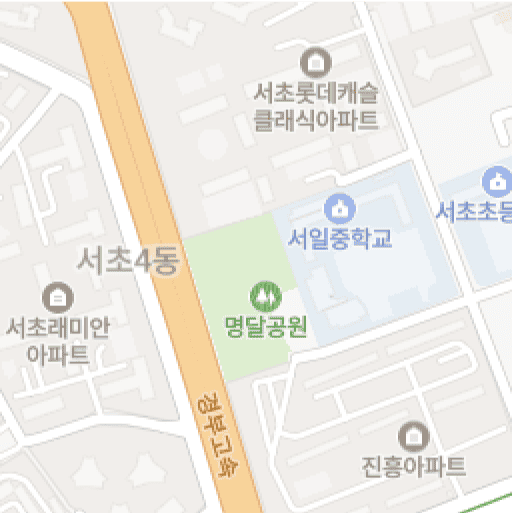 서초롯데캐슬
클래식아파트
서초초등
서일중학교
서초4동
서초래미안
아파트
명달공원
경부고속
진흥아파트